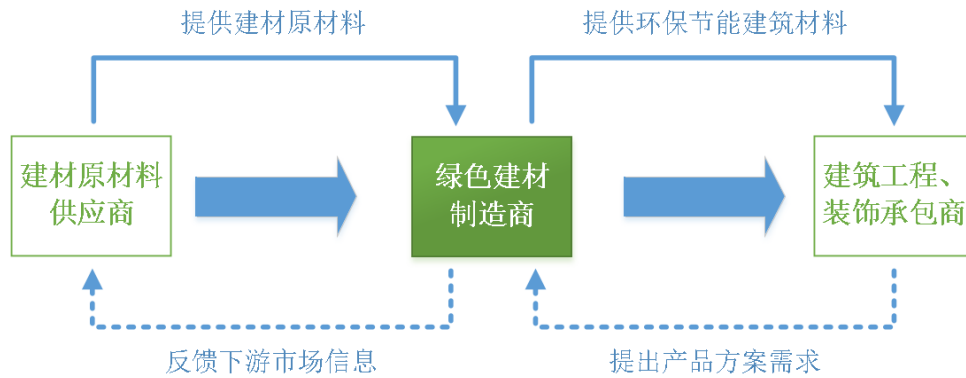 提供建材原材料
提供环保节能建筑材料
建材原材料
供应商
绿色建材
制造商
建筑工程、
装饰承包商
反馈下游市场信息
提出产品方案需求